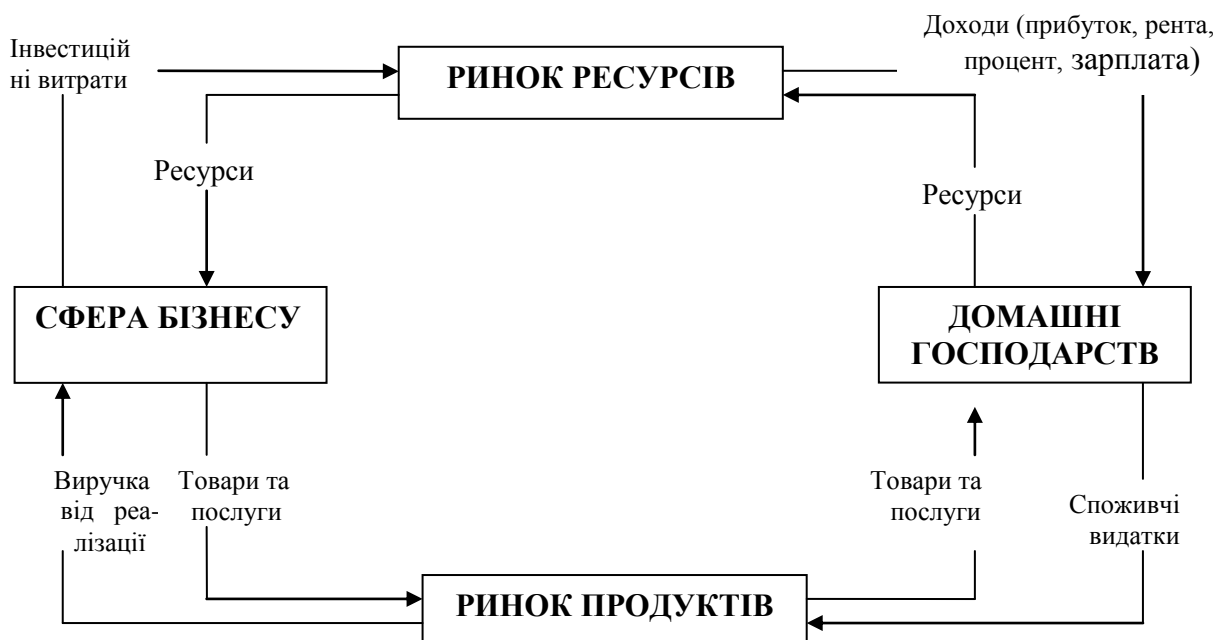 Інвестицій
ні витрати
РИНОК РЕСУРСІВ
Доходи (прибуток, рента,
процент, зарплата)
Ресурси
Ресурси
СФЕРА БІЗНЕСУ
ДОМАШНІ
ГОСПОДАРСТВ
Виручка
від реа-
лізації
Товари та
послуги
Товари та
послуги
Споживчі
видатки
РИНОК ПРОДУКТІВ